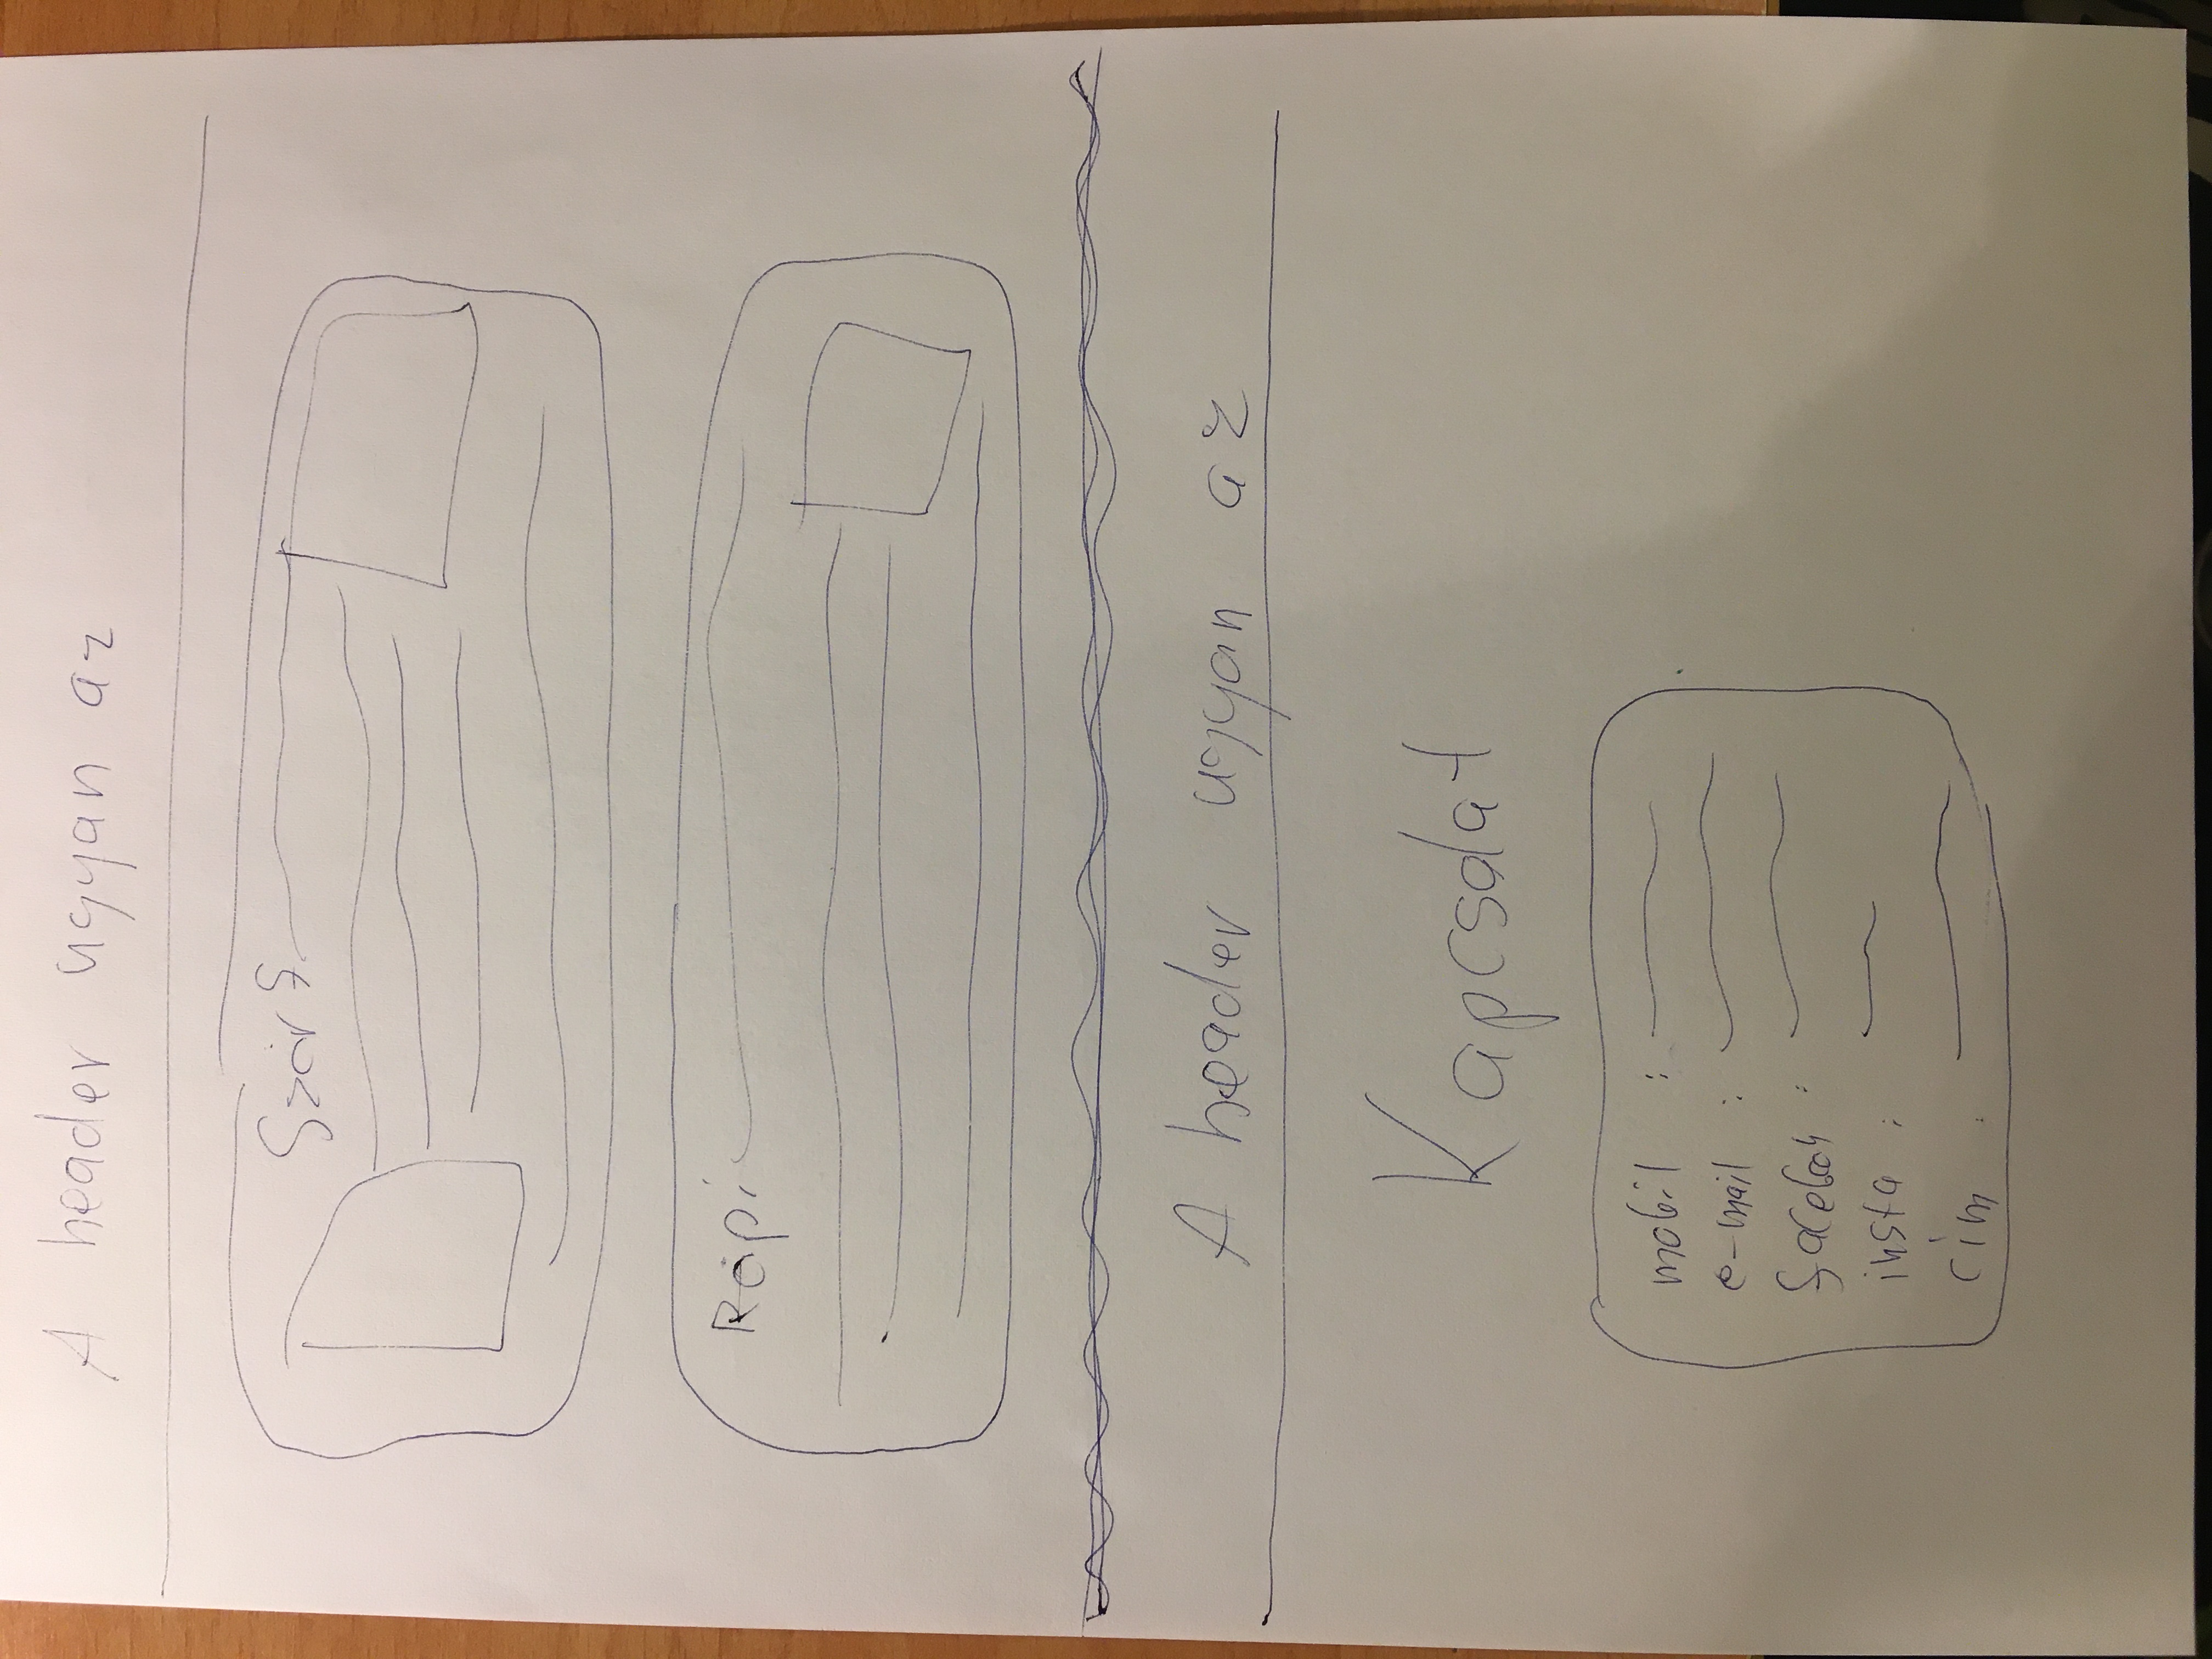 A header ugyan az
Szörf
Röpi
A header ugyan az
Kapcsolat
mobil :
e-mail :
facebook :
insta :
cím :